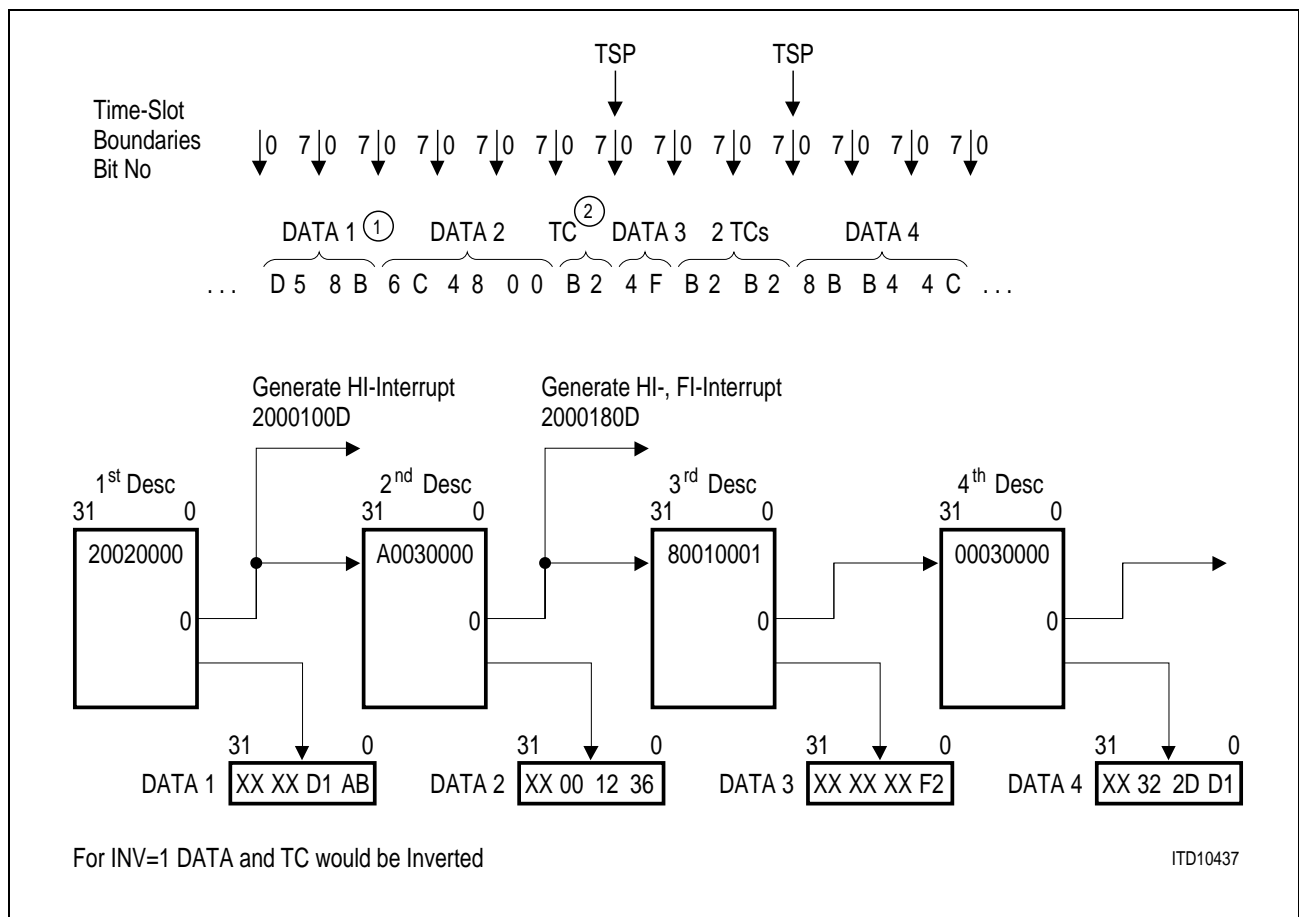 TSP TSP
Time-Slot
Boundaries
Bit No
0 7 0 7 0 7 0 7 0 7 0 7 0 7 0 7 0 7 0 7 0 7 0 7 0
DATA 1 1 DATA 2 TC 2 DATA 3 2 TCs DATA 4
... D 5 8 B 6 C 4 8 0 0 B 2 4 F B 2 B 2 8 B B 4 4 C ...
Generate HI-Interrupt
2000100D
Generate HI-, FI-Interrupt
2000180D
1st Desc 2nd Desc 3rd Desc 4th Desc
31 0 31 0 31 0 31 0
20020000 A0030000 80010001 00030000
0 0 0 0
31 0 31 0 31 0 31 0
DATA 1 XX XX D1 AB DATA 2 XX 00 12 36 DATA 3 XX XX XX F2 DATA 4 XX 32 2D D1
For INV=1 DATA and TC would be Inverted
ITD10437